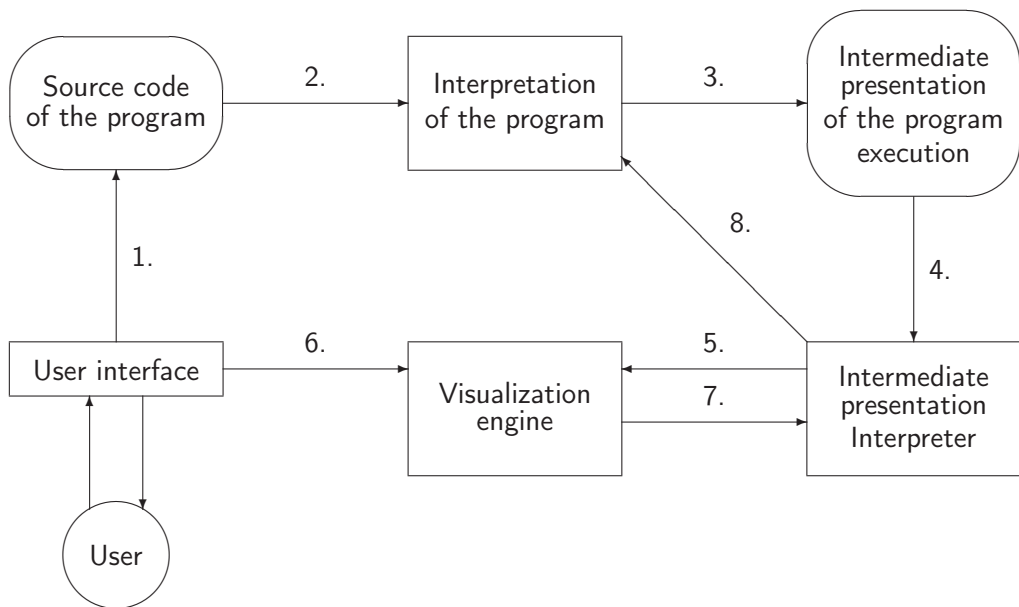 Source code
of the program
2.
Interpretation
of the program
3.
Intermediate
presentation
of the program
execution
1.
8.
4.
User interface
6.
Visualization
engine
5.
7.
Intermediate
presentation
Interpreter
User